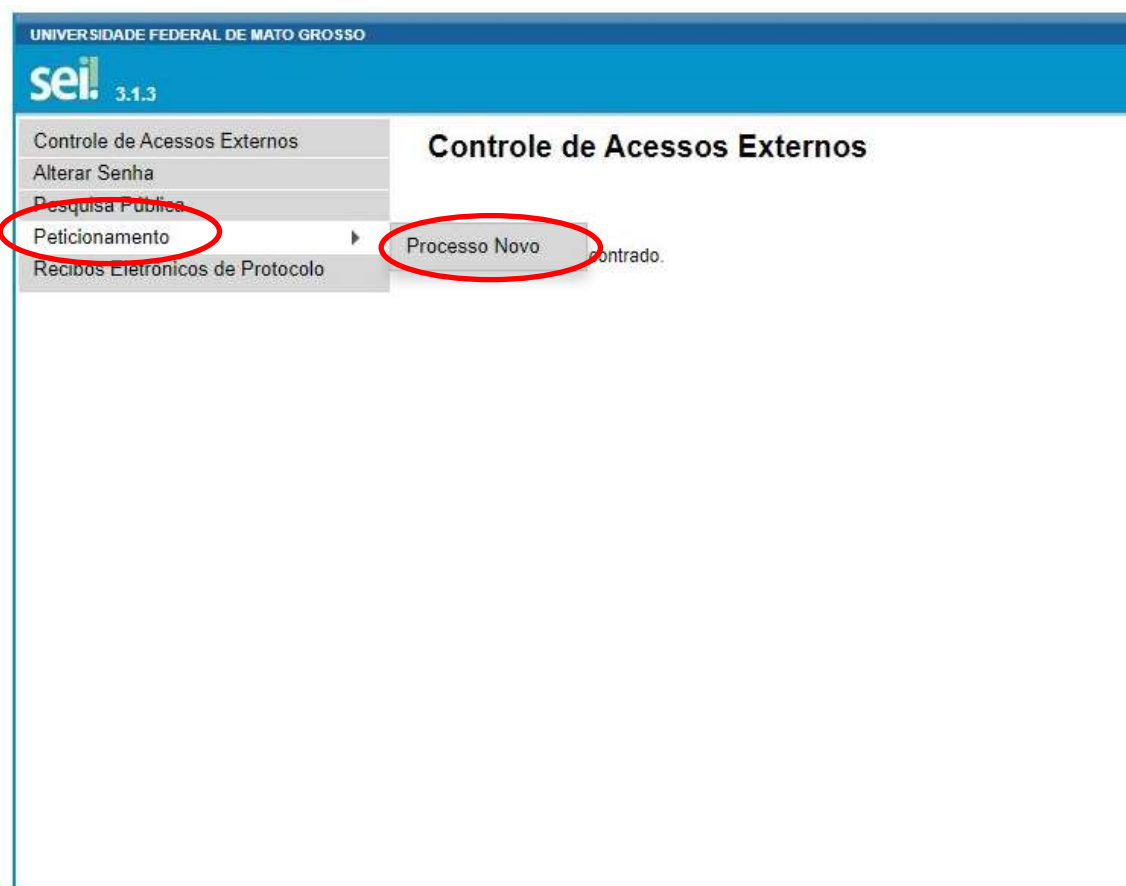 UNIVERSIDADE FEDERAL DE MATO GROSSO
sei! 3.1.3
Controle de Acessos Externos
Alterar Senha
Pesquisa Pública
Peticionamento
Recibos Eletrônicos de Protocolo
Controle de Acessos Externos
Processo Novo
contrado.